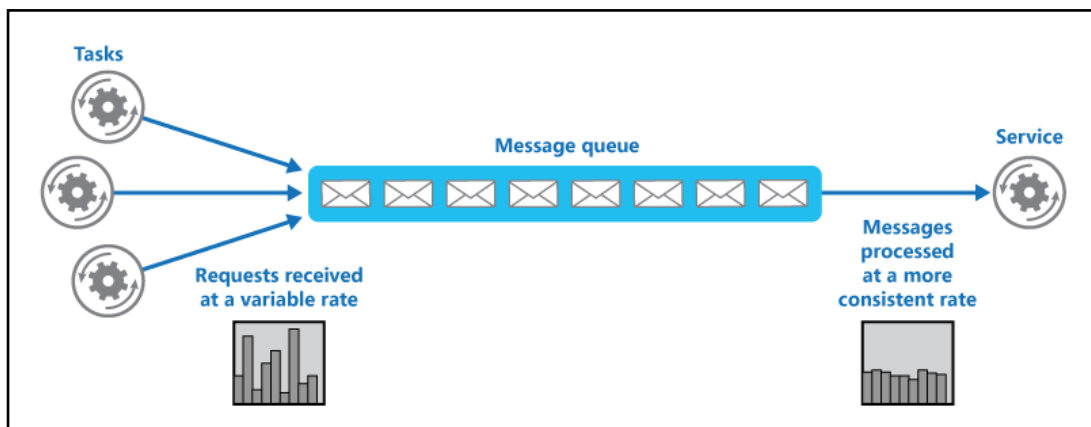 Tasks
Message queue
Service
Requests received
at a variable rate
Messages
processed
at a more
consistent rate